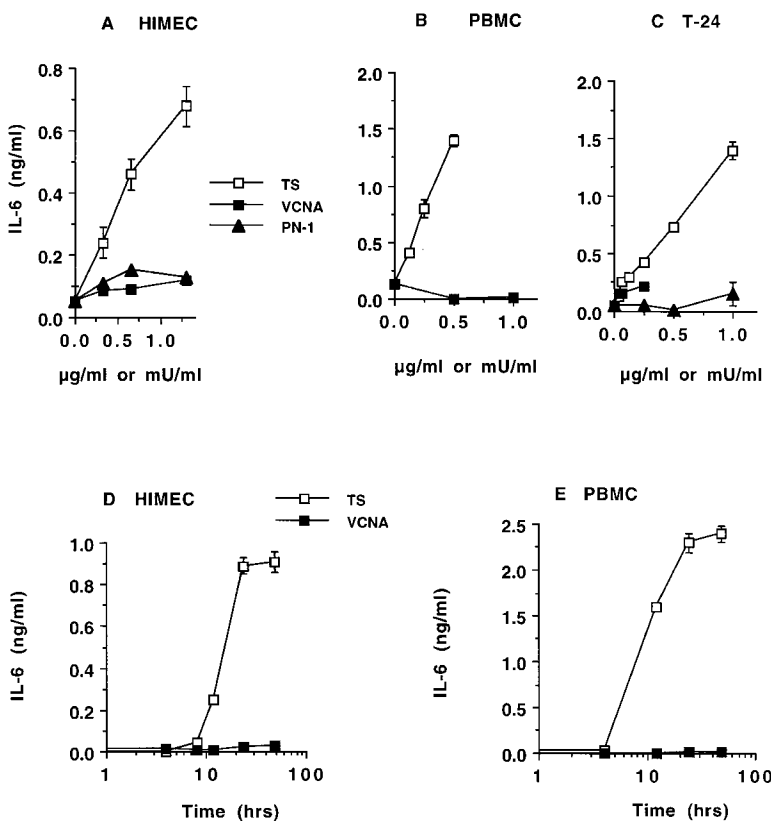 A HIMEC
B PBMC
C T-24
IL-6 (ng/ml)
0.8
0.6
0.4
0.2
0.0
0.0 0.5 1.0
µg/ml or mU/ml
TS
VCNA
PN-1
2.0
1.5
1.0
0.5
0.0
0.0 0.5 1.0
µg/ml or mU/ml
2.0
1.5
1.0
0.5
0.0
0.0 0.5 1.0
µg/ml or mU/ml
D HIMEC
TS
VCNA
E PBMC
IL-6 (ng/ml)
1.0
0.8
0.6
0.4
0.2
0.0
1 10 100
Time (hrs)
IL-6 (ng/ml)
2.5
2.0
1.5
1.0
0.5
0.0
1 10 100
Time (hrs)